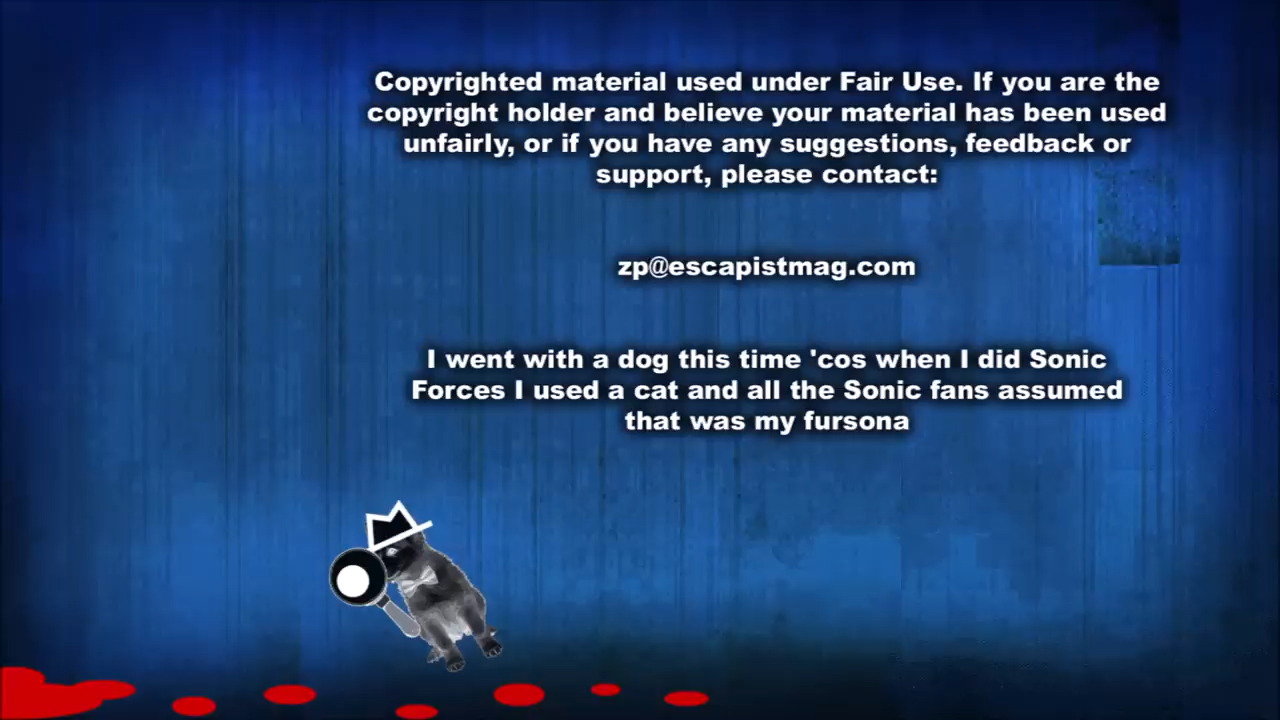 Copyrighted material used under Fair Use. If you are the
copyright holder and believe your material has been used
unfairly, or if you have any suggestions, feedback or
support, please contact:
zp@escapistmag.com
I went with a dog this time 'cos when I did Sonic
Forces I used a cat and all the Sonic fans assumed
that was my fursona